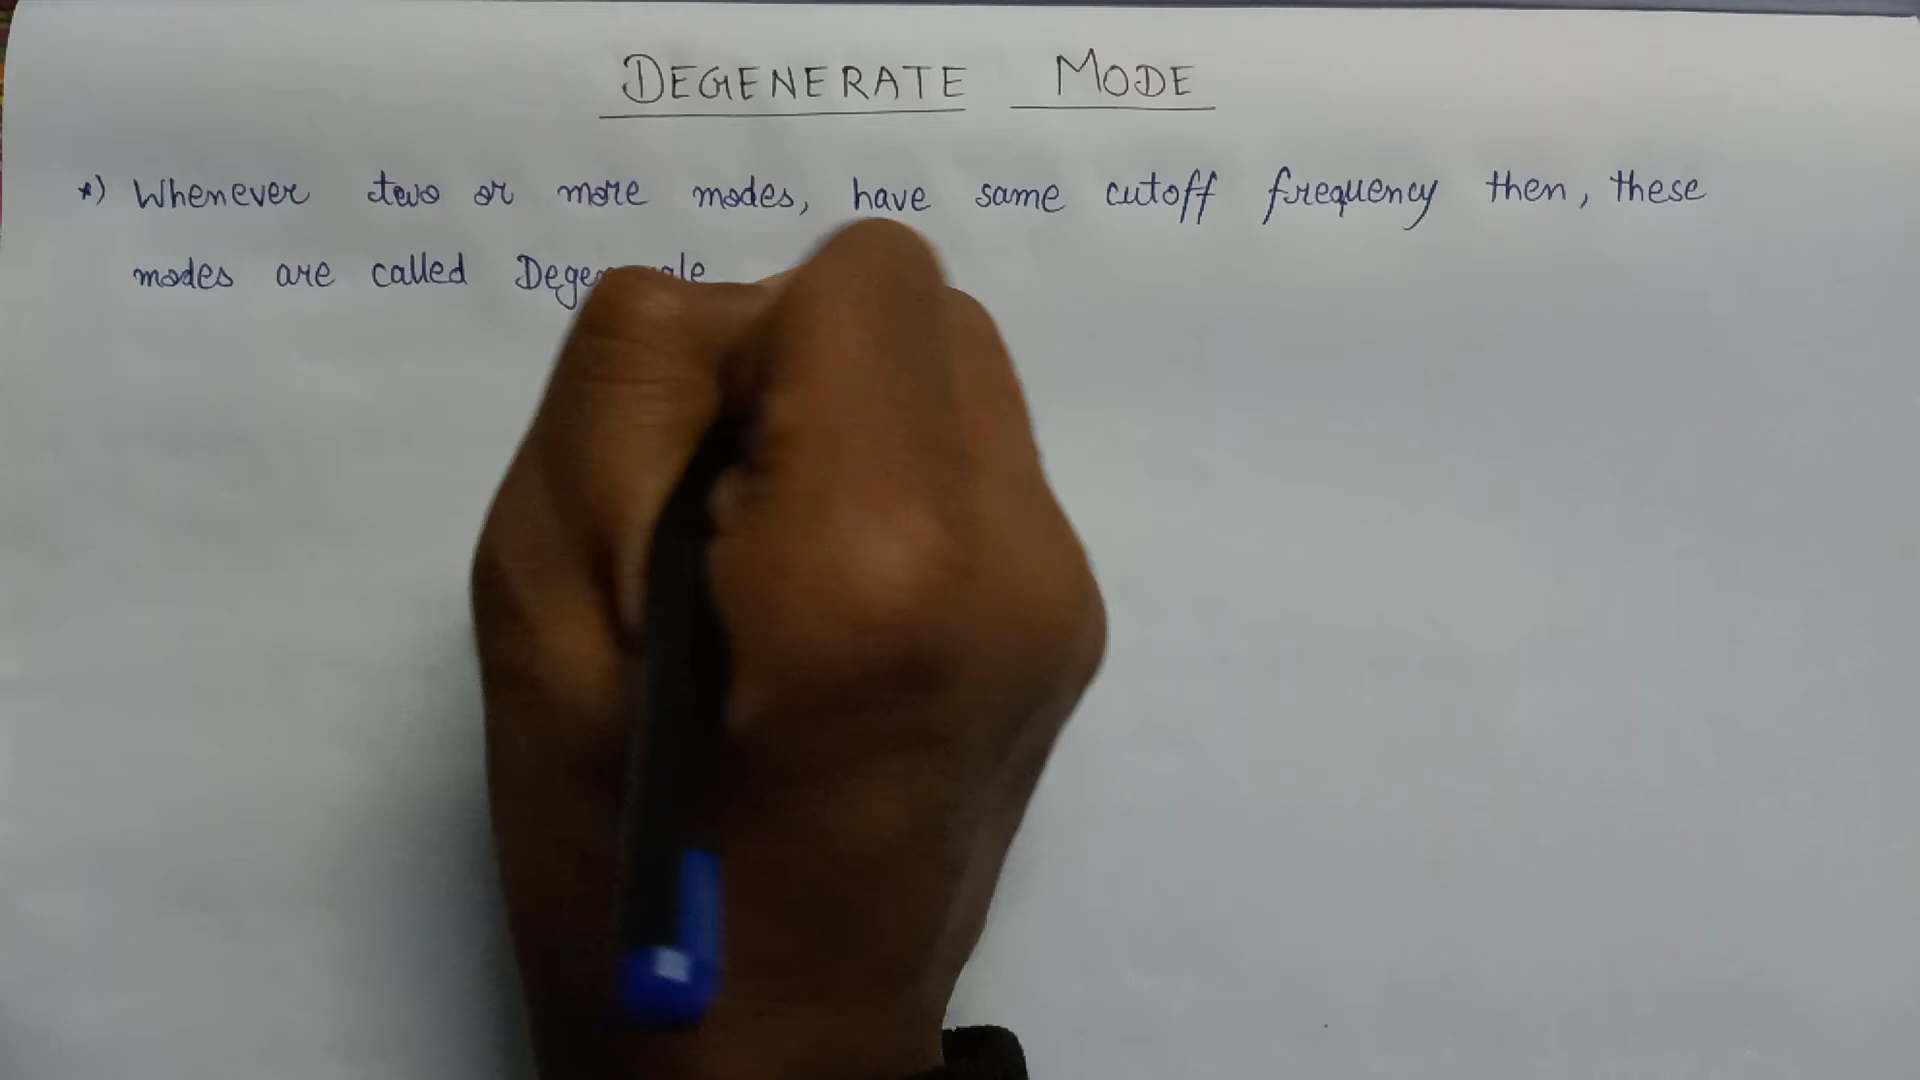 DEGENERATE MODE
*) Whenever two or more modes, have same cutoff frequency then, these
modes are called